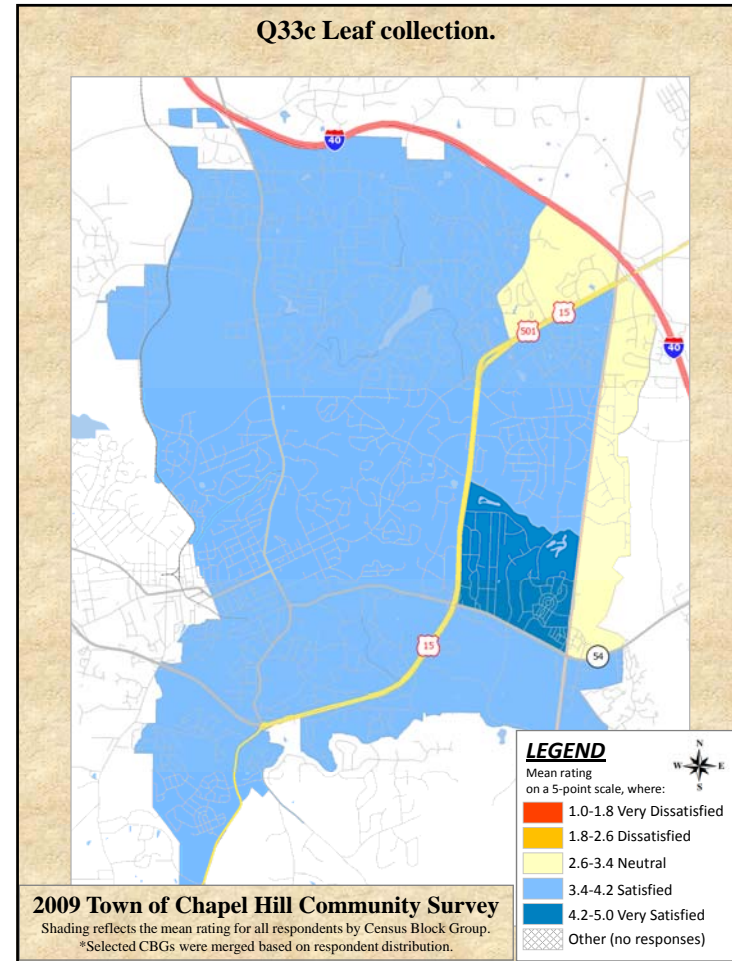 Q33c Leaf collection.
40
15
501
40
15
54
LEGEND
N
W E
S
Mean rating
on a 5-point scale, where:
1.0-1.8 Very Dissatisfied
1.8-2.6 Dissatisfied
2.6-3.4 Neutral
3.4-4.2 Satisfied
4.2-5.0 Very Satisfied
Other (no responses)
2009 Town of Chapel Hill Community Survey
Shading reflects the mean rating for all respondents by Census Block Group.
*Selected CBGs were merged based on respondent distribution.